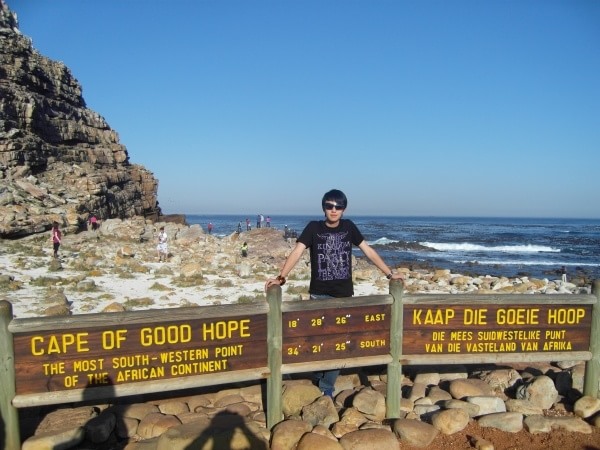 CAPE OF GOOD HOPE
THE MOST SOUTH-WESTERN POINT
OF THE AFRICAN CONTINENT
18° 28' 26" EAST
34° 21' 25" SOUTH
KAAP DIE GOEIE HOOP
DIE MEES SUIDWESTELIKE PUNT
VAN DIE VASTELAND VAN AFRIKA
KINGDOM